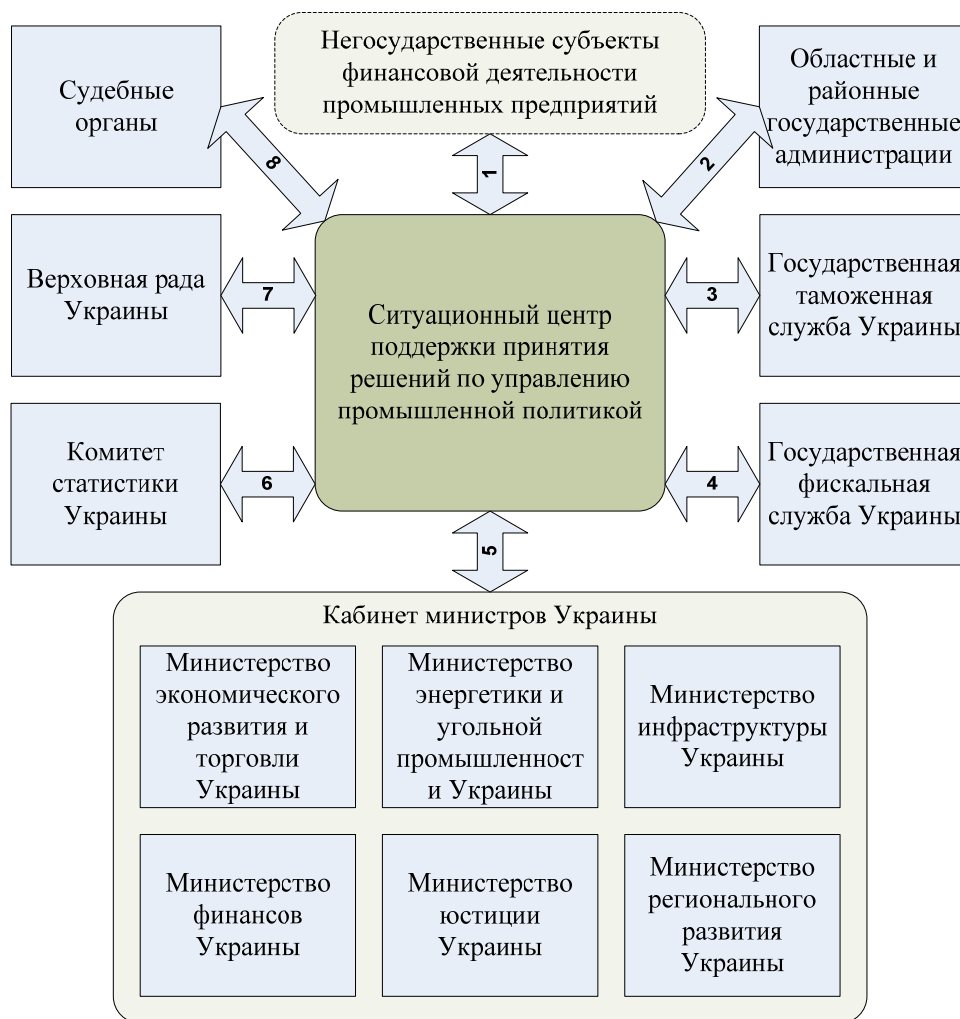 Негосударственные субъекты
финансовой деятельности
промышленных предприятий
Судебные
органы
Областные и
районные
государственные
администрации
8
1
2
Верховная рада
Украины
7
Ситуационный центр
поддержки принятия
решений по управлению
промышленной политикой
3
Государственная
таможенная
служба Украины
Комитет
статистики
Украины
6
4
Государственная
фискальная
служба Украины
5
Кабинет министров Украины
Министерство
экономического
развития и
торговли
Украины
Министерство
энергетики и
угольной
промышленност
и Украины
Министерство
инфраструктуры
Украины
Министерство
финансов
Украины
Министерство
юстиции
Украины
Министерство
регионального
развития
Украины